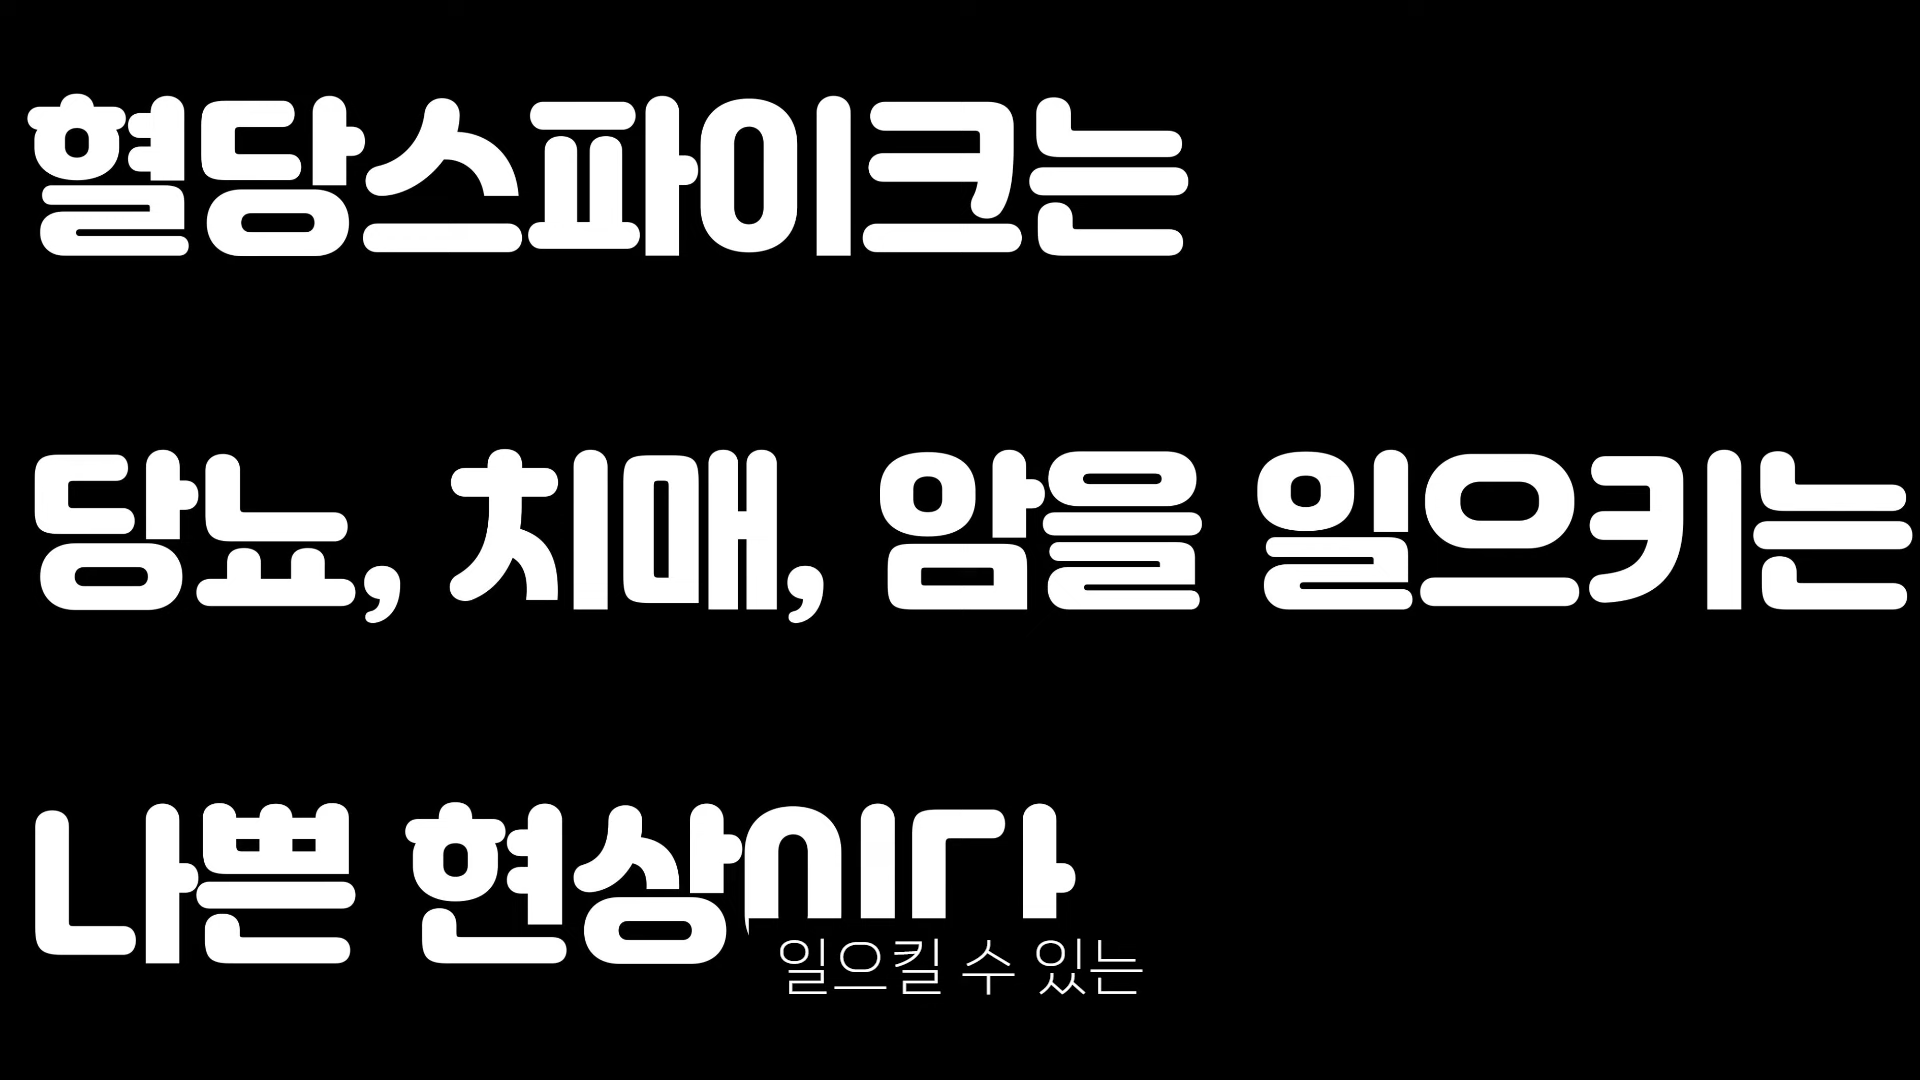 혈당스파이크는
당뇨, 치매, 암을 일으키는
나쁜 현상이다
일으킬 수 있는